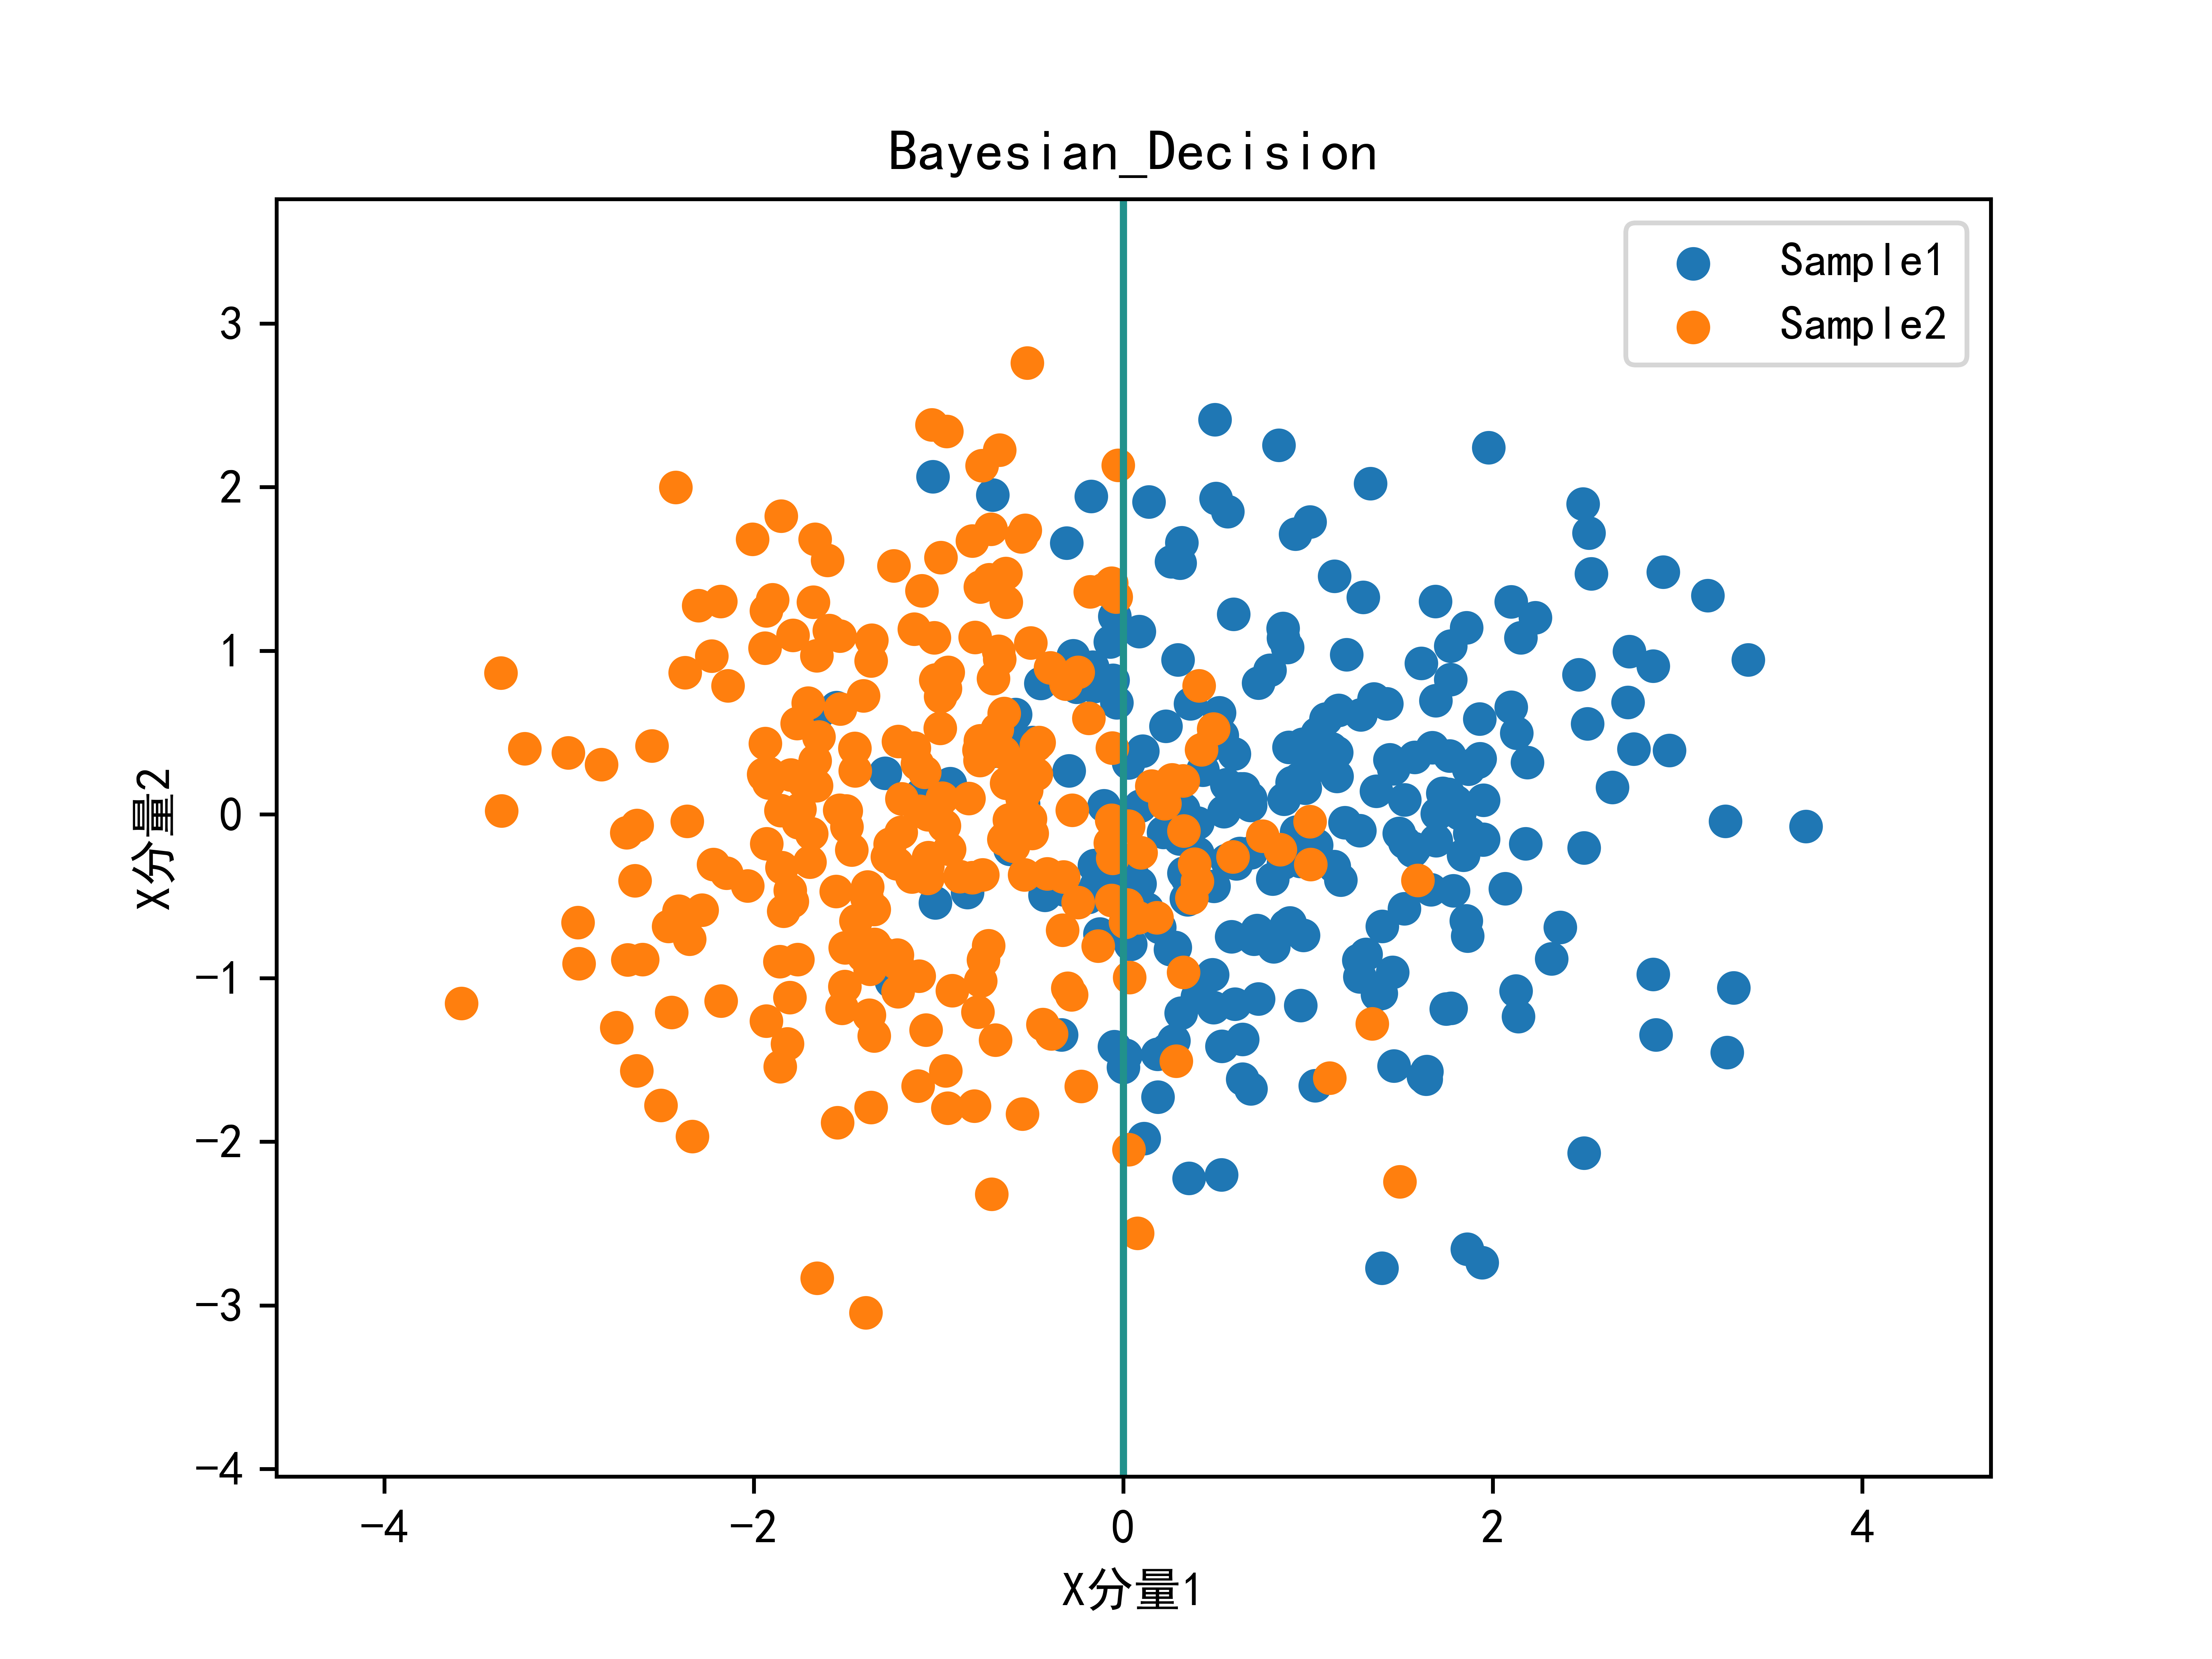 Bayesian_Decision
Sample1
Sample2
3
2
1
0
−1
−2
−3
−4
X分量2
−4
−2
0
2
4
X分量1